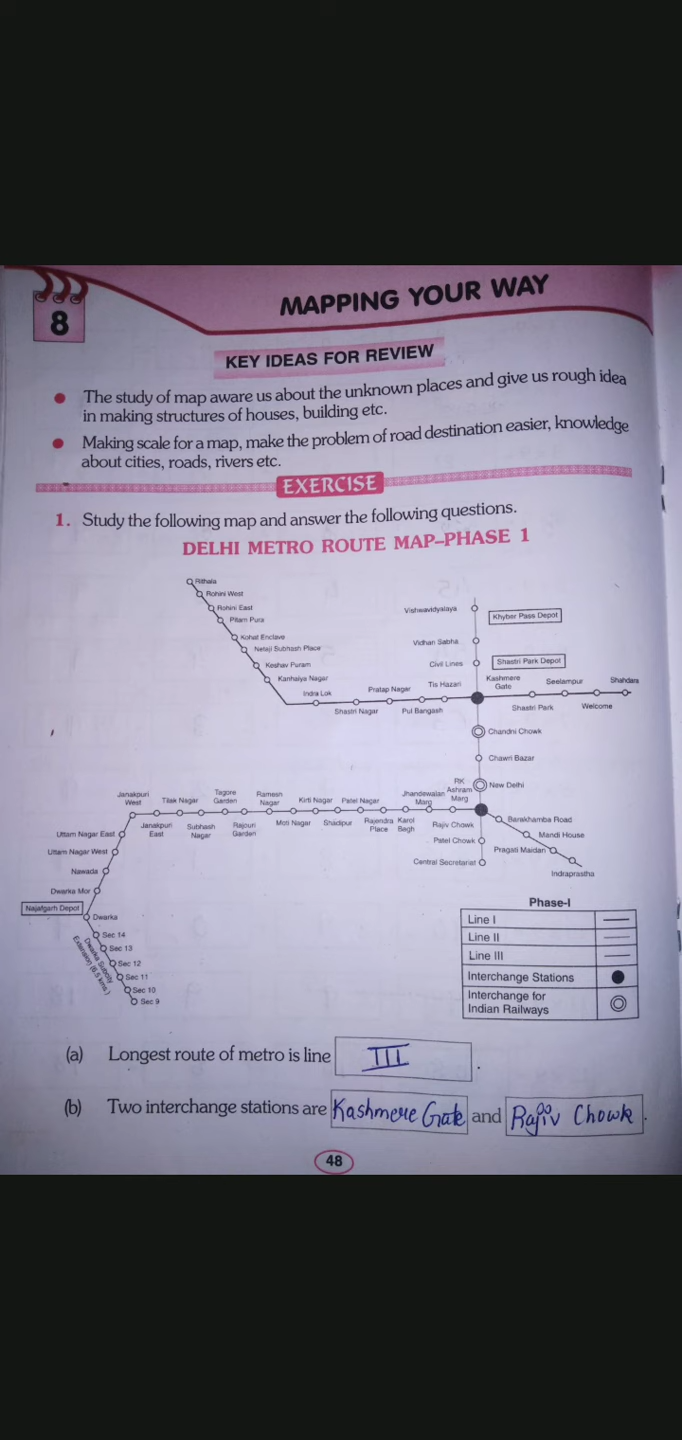 8
MAPPING YOUR WAY
KEY IDEAS FOR REVIEW
The study of map aware us about the unknown places and give us rough idea
in making structures of houses, building etc.
Making scale for a map, make the problem of road destination easier, knowledge
about cities, roads, rivers etc.
EXERCISE
1. Study the following map and answer the following questions.
DELHI METRO ROUTE MAP–PHASE 1
Rithala
Rohini West
Rohini East
Pitam Pura
Kohat Enclave
Netaji Subhash Place
Keshav Puram
Kanhaiya Nagar
Indra Lok
Shastri Nagar
Pratap Nagar
Pul Bangash
Tis Hazari
Kashmere
Gate
Shastri Park
Seelampur
Welcome
Shahdara
Vishwavidyalaya
Khyber Pass Depot
Vidhan Sabha
Civil Lines
Shastri Park Depot
Chandni Chowk
Chawri Bazar
New Delhi
RK
Ashram
Marg
Jhandewalan
Marg
Karol
Bagh
Rajendra
Place
Patel Nagar
Shadipur
Kirti Nagar
Moti Nagar
Ramesh
Nagar
Rajouri
Garden
Tagore
Garden
Subhash
Nagar
Tilak Nagar
Janakpuri
East
Janakpuri
West
Uttam Nagar East
Uttam Nagar West
Nawada
Dwarka Mor
Najafgarh Depot
Dwarka
Sec 14
Sec 13
Sec 12
Sec 11
Sec 10
Sec 9
Dwarka Subcity
Extension (6.5 kms.)
Rajiv Chowk
Patel Chowk
Central Secretariat
Barakhamba Road
Mandi House
Pragati Maidan
Indraprastha
Phase-I
Line I
Line II
Line III
Interchange Stations
Interchange for
Indian Railways
(a) Longest route of metro is line III .
(b) Two interchange stations are Kashmere Gate and Rajiv Chowk .
48